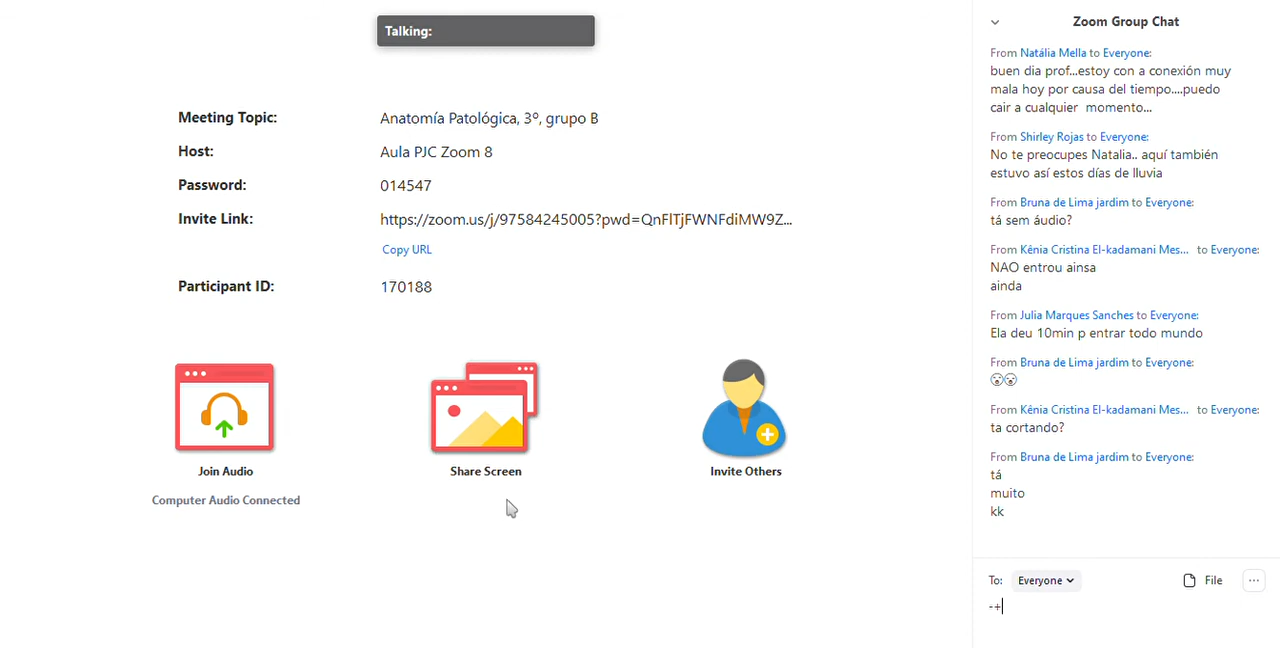 Talking:
Meeting Topic: Anatomía Patológica, 3º, grupo B
Host: Aula PJC Zoom 8
Password: 014547
Invite Link: https://zoom.us/j/97584245005?pwd=QnFlTjFWNFdiMW9Z...
Copy URL
Participant ID: 170188
Join Audio
Computer Audio Connected
Share Screen
Invite Others
Zoom Group Chat
From Natália Mella to Everyone:
buen dia prof...estoy con a conexión muy
mala hoy por causa del tiempo....puedo
cair a cualquier momento...
From Shirley Rojas to Everyone:
No te preocupes Natalia.. aquí también
estuvo así estos días de lluvia
From Bruna de Lima jardim to Everyone:
tá sem áudio?
From Kênia Cristina El-kadamani Mes... to Everyone:
NAO entrou ainsa
ainda
From Julia Marques Sanches to Everyone:
Ela deu 10min p entrar todo mundo
From Bruna de Lima jardim to Everyone:
😮😮
From Kênia Cristina El-kadamani Mes... to Everyone:
ta cortando?
From Bruna de Lima jardim to Everyone:
tá
muito
kk
To: Everyone File ...
-+